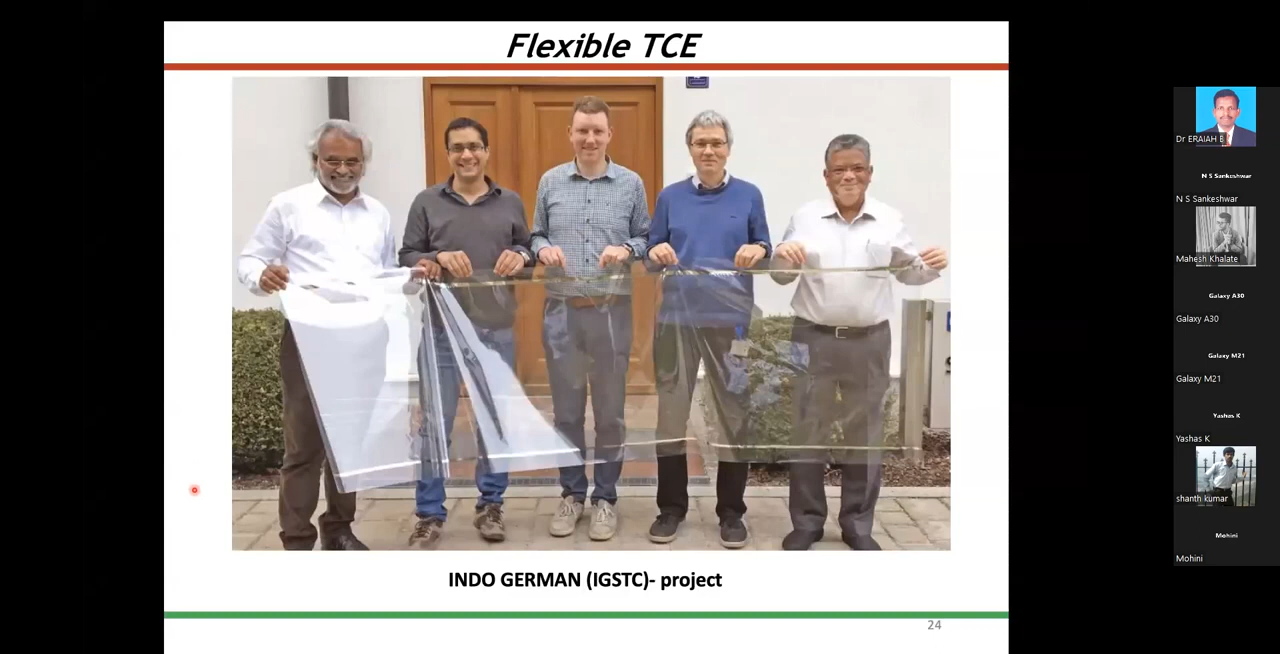 Flexible TCE
INDO GERMAN (IGSTC)- project
24
Dr ERAIAH B
N S Sankeshwar
N S Sankeshwar
Mahesh Khalate
Galaxy A30
Galaxy A30
Galaxy M21
Galaxy M21
Yashas K
Yashas K
shanth kumar
Mohini
Mohini